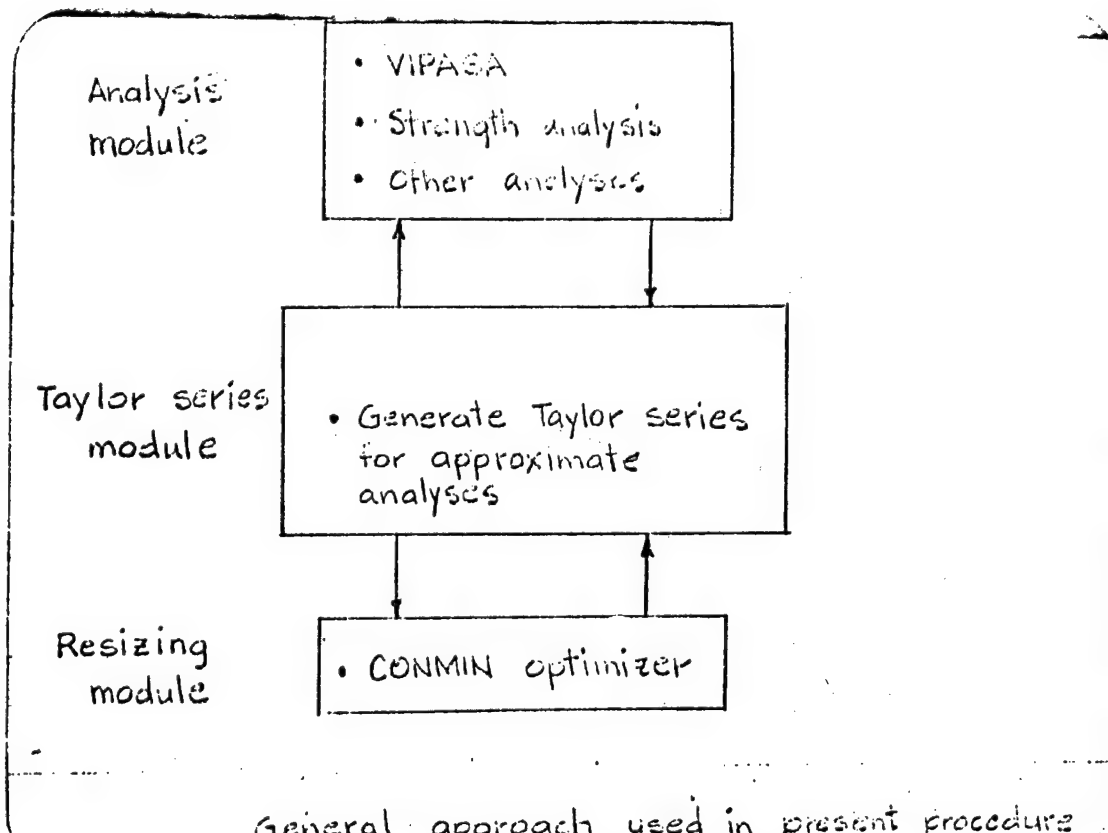 Analysis
module
• VIPASA
• Strength analysis
• Other analyses
Taylor series
module
• Generate Taylor series
for approximate
analyses
Resizing
module
• CONMIN optimizer
General approach used in present procedure